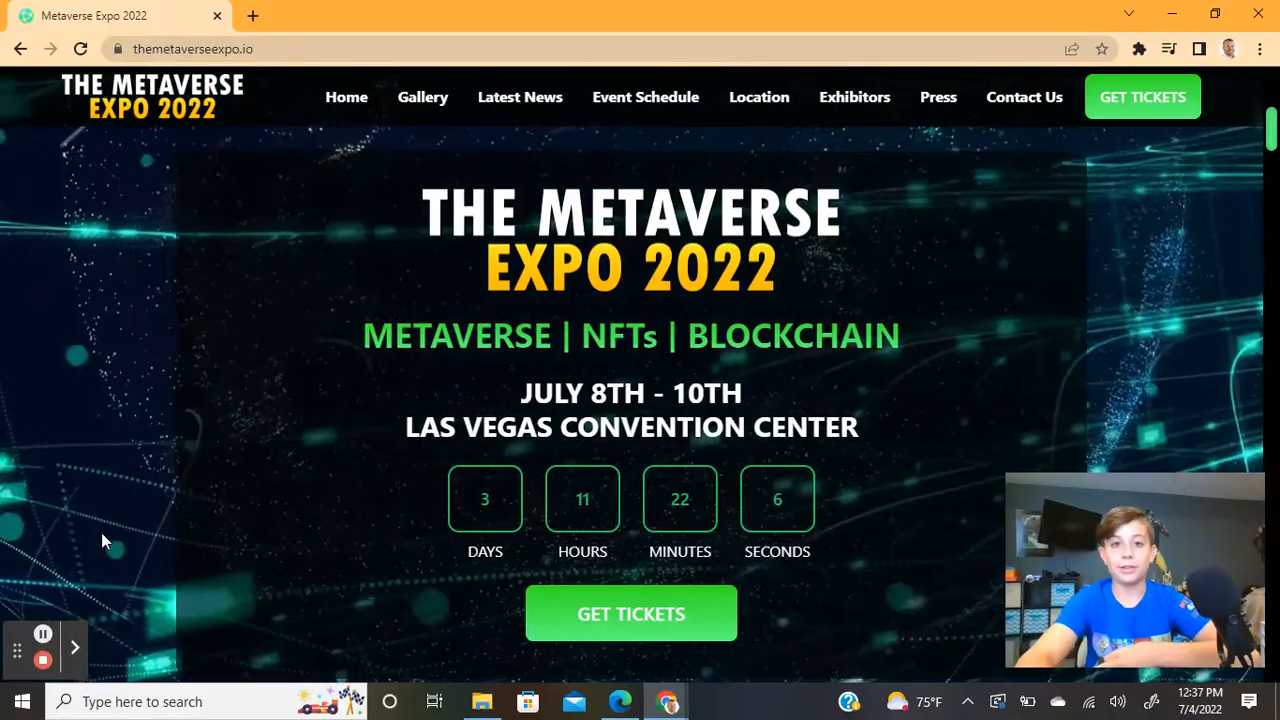 Metaverse Expo 2022
themetaverseexpo.io
THE METAVERSE
EXPO 2022
Home Gallery Latest News Event Schedule Location Exhibitors Press Contact Us GET TICKETS
THE METAVERSE
EXPO 2022
METAVERSE | NFTs | BLOCKCHAIN
JULY 8TH - 10TH
LAS VEGAS CONVENTION CENTER
3 11 22 6
DAYS HOURS MINUTES SECONDS
GET TICKETS
Type here to search
75°F
12:37 PM
7/4/2022